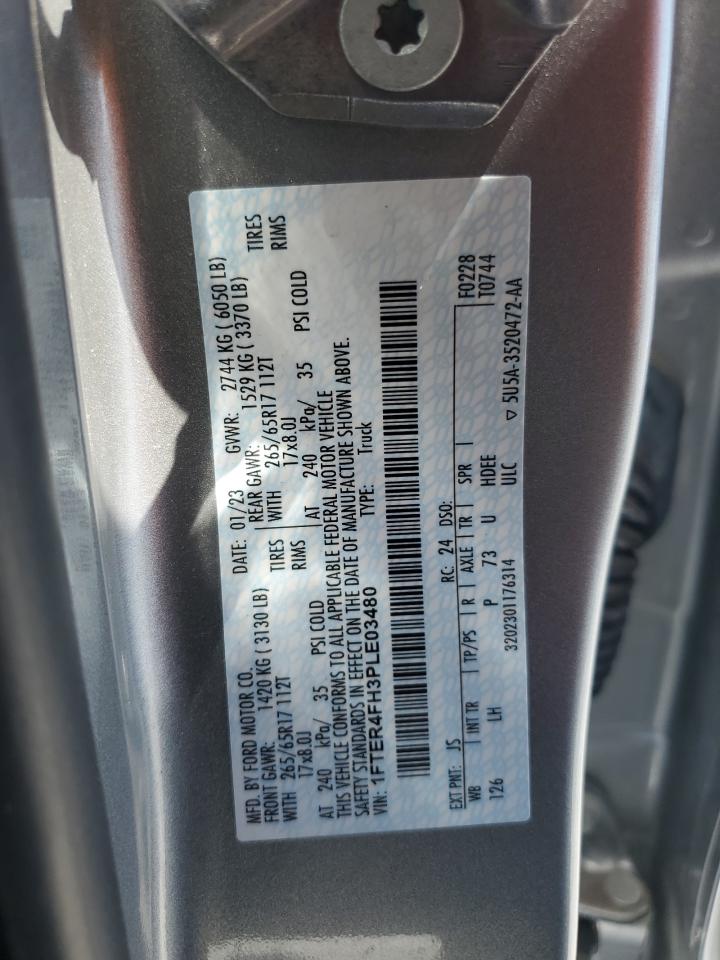 MFD. BY FORD MOTOR CO. DATE: 01/23 GVWR: 2744 KG ( 6050 LB)
FRONT GAWR: 1420 KG ( 3130 LB) REAR GAWR: 1529 KG ( 3370 LB)
WITH 265/65R17 112T TIRES WITH 265/65R17 112T TIRES
17x8.0J RIMS 17x8.0J RIMS
AT 240 kPa/ 35 PSI COLD AT 240 kPa/ 35 PSI COLD
THIS VEHICLE CONFORMS TO ALL APPLICABLE FEDERAL MOTOR VEHICLE
SAFETY STANDARDS IN EFFECT ON THE DATE OF MANUFACTURE SHOWN ABOVE.
VIN: 1FTER4FH3PLE03480 TYPE: Truck
F0228
T0744
EXT PNT: JS RC: 24 DSO:
WB INT TR TP/PS R AXLE TR SPR
126 LH P 73 U HDEE
3202301176314 ULC ▽ 5U5A-3520472-AA